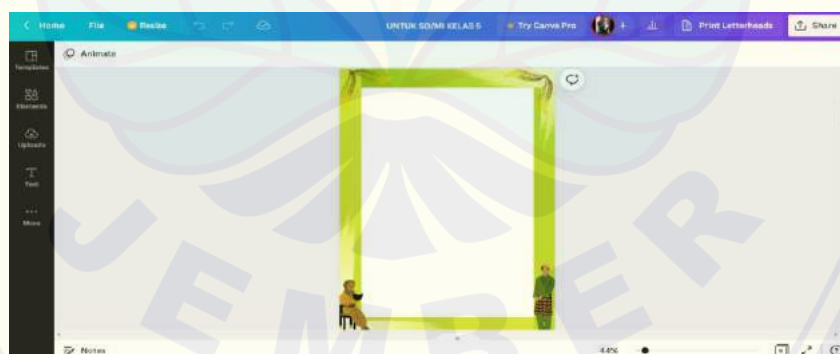 Home File Resize UNTUK SD/MI KELAS 5 Try Canva Pro + Print Letterheads Share
Animate
Templates
Elements
Uploads
Text
More
JEMBER
Notes 44%